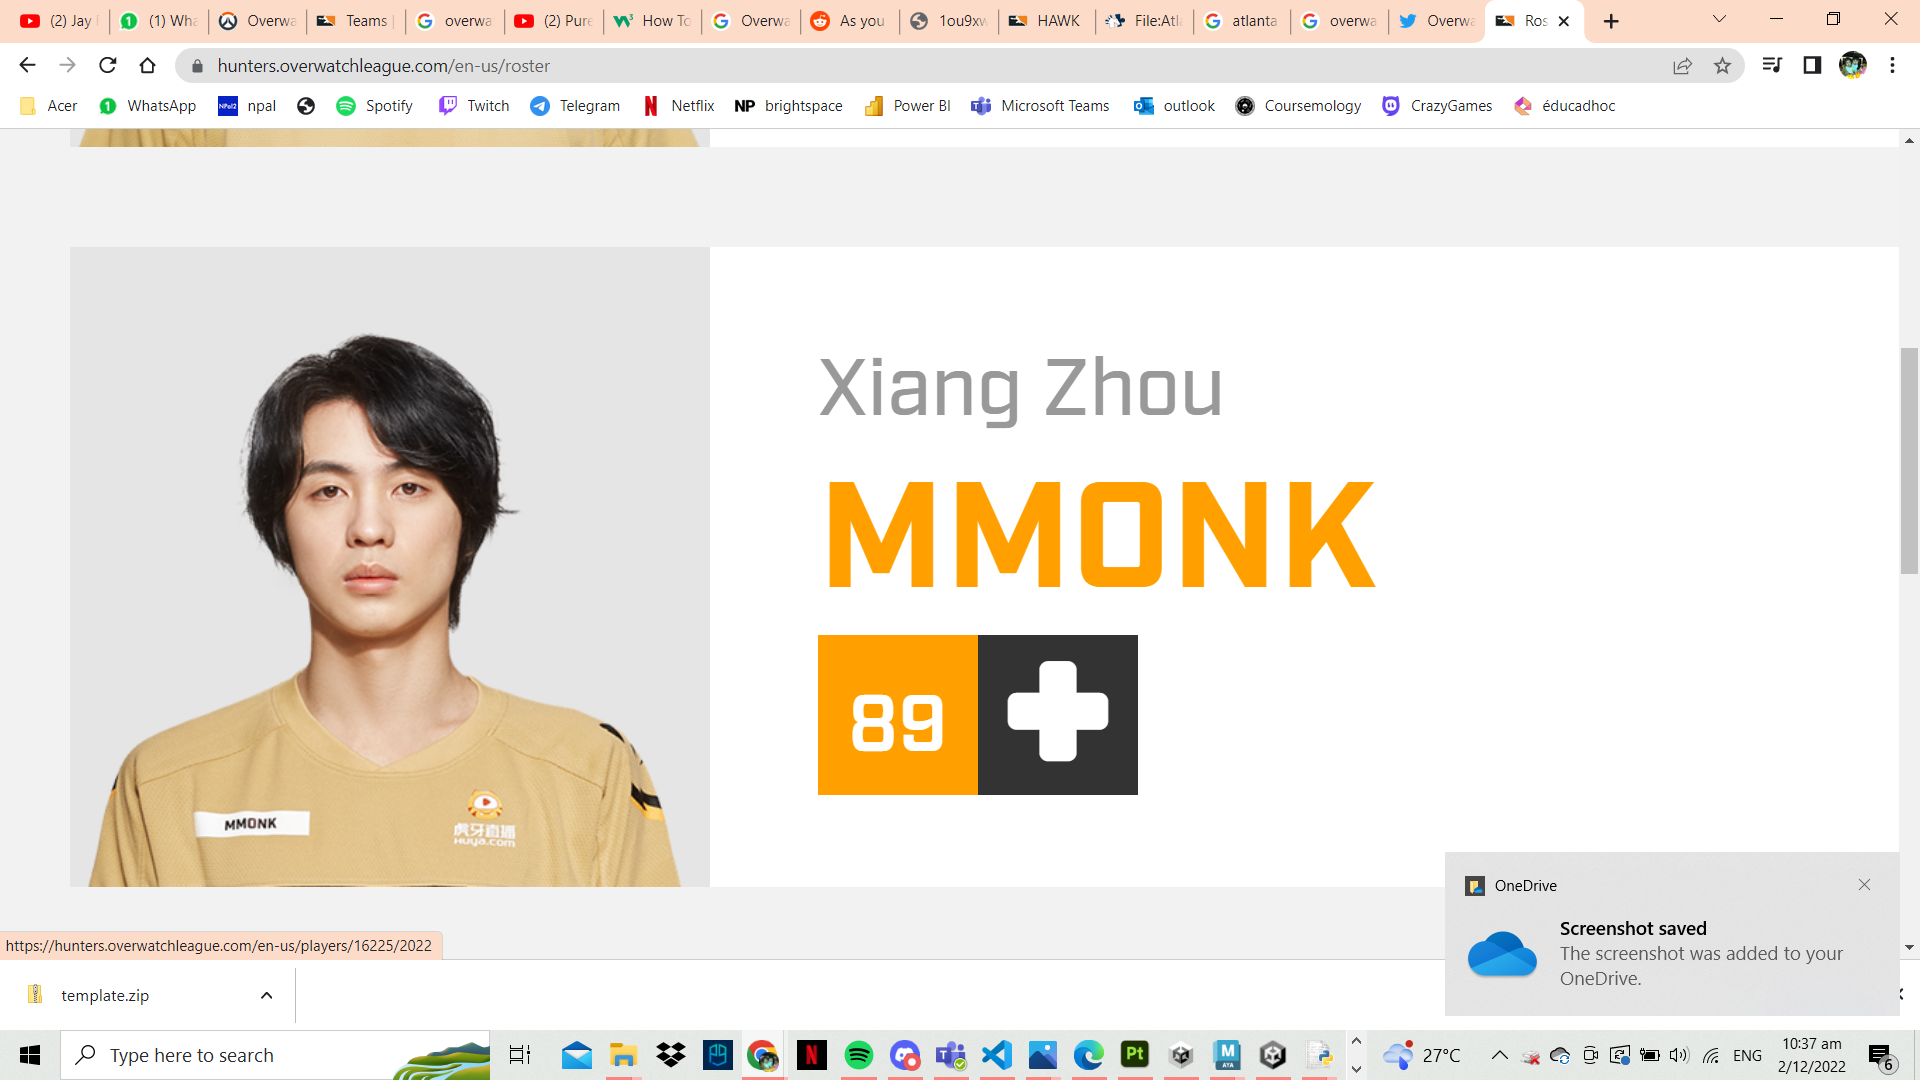 (2) Jay
(1) Wha
Overwa
Teams
overwa
(2) Pure
How To
Overwa
As you
1ou9xw
HAWK
File:Atla
atlanta
overwa
Overwa
Ros
hunters.overwatchleague.com/en-us/roster
Acer
WhatsApp
npal
Spotify
Twitch
Telegram
Netflix
NP brightspace
Power BI
Microsoft Teams
outlook
Coursemology
CrazyGames
éducadhoc
Xiang Zhou
MMONK
89
MMONK
虎牙直播
HUYA.com
OneDrive
Screenshot saved
The screenshot was added to your
OneDrive.
https://hunters.overwatchleague.com/en-us/players/16225/2022
template.zip
Type here to search
27°C
ENG
10:37 am
2/12/2022
6